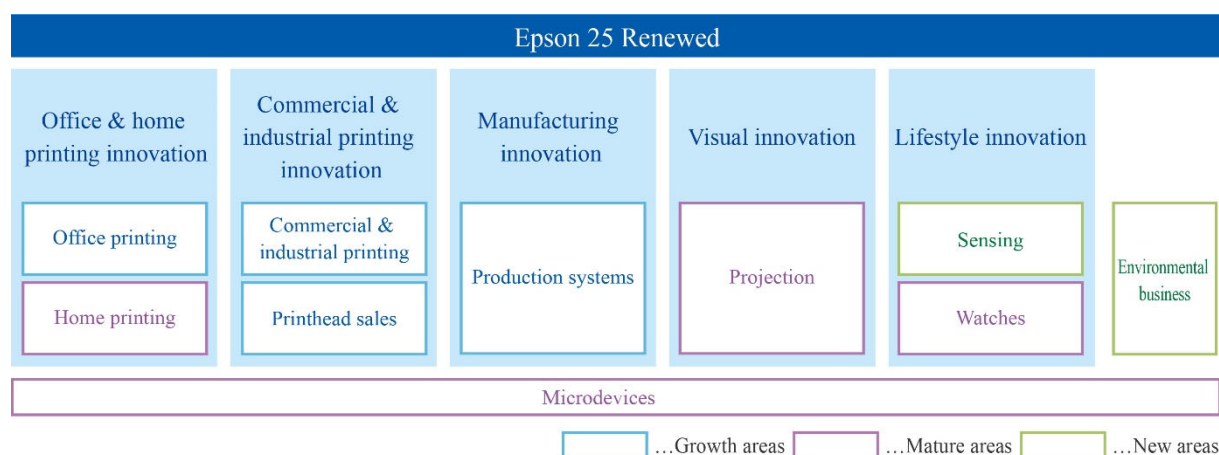 Epson 25 Renewed
Office & home
printing innovation
Commercial &
industrial printing
innovation
Manufacturing
innovation
Visual innovation
Lifestyle innovation
Office printing
Home printing
Commercial &
industrial printing
Printhead sales
Production systems
Projection
Sensing
Watches
Environmental
business
Microdevices
…Growth areas
…Mature areas
…New areas